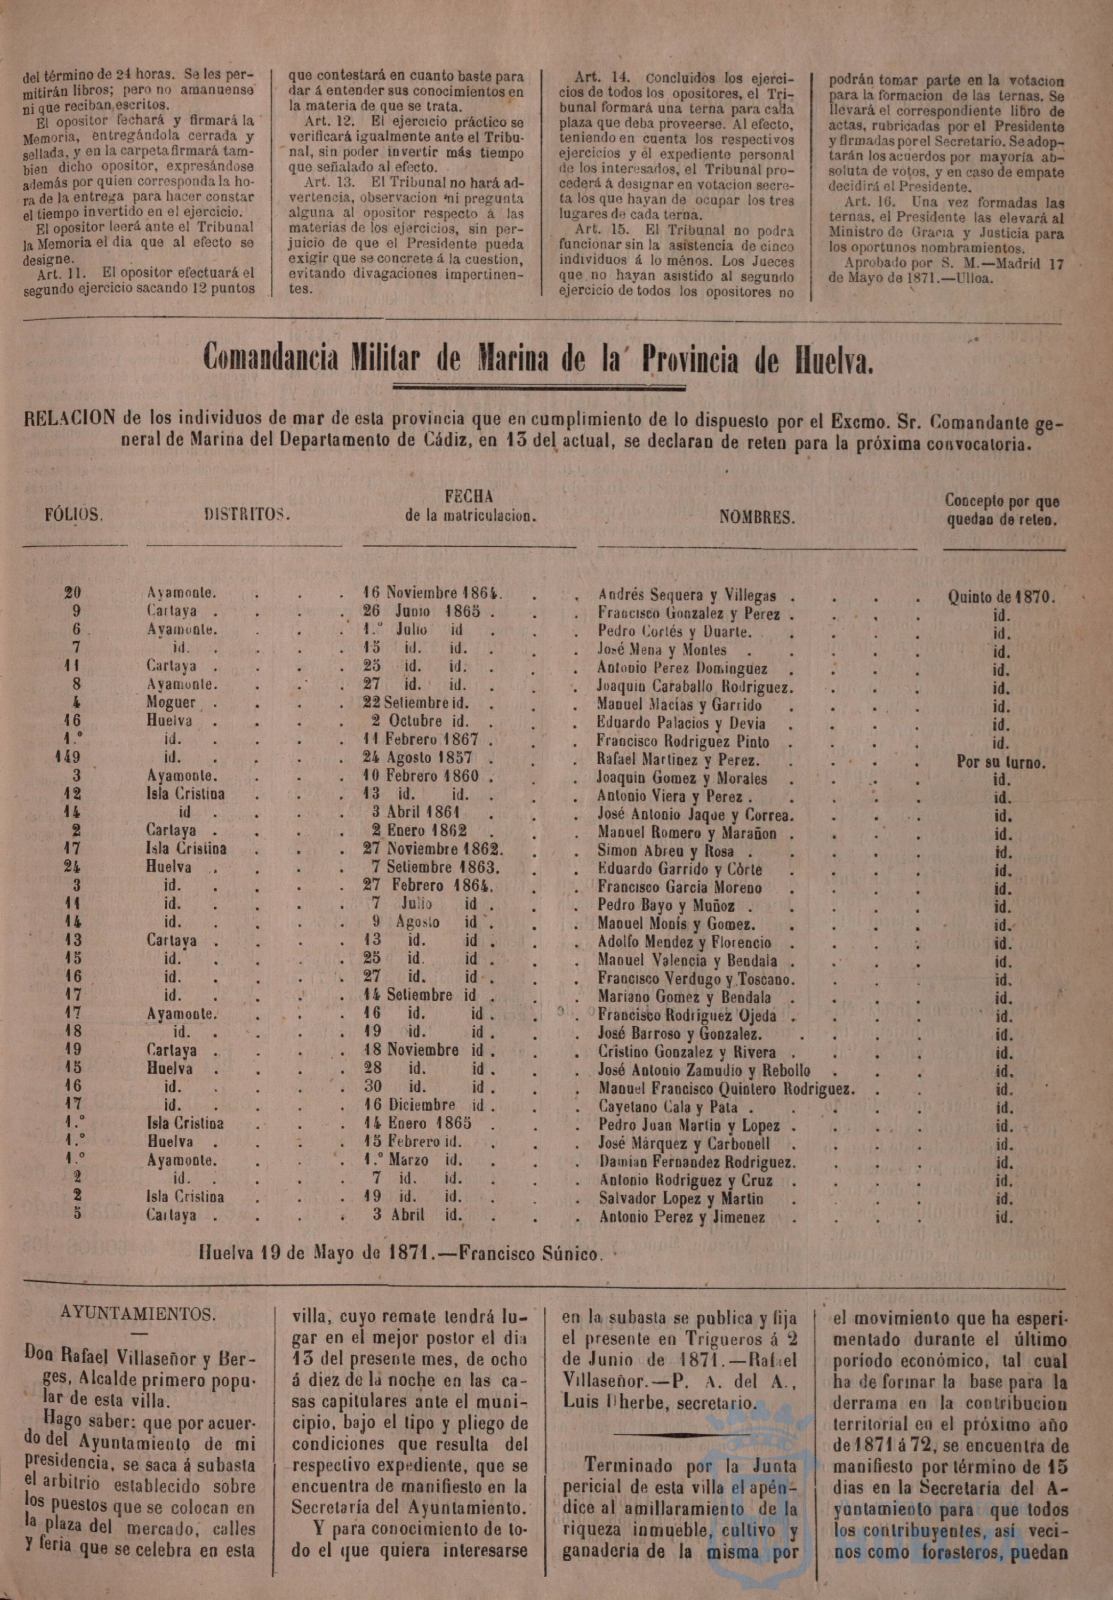 del término de 24 horas. Se les per-
mitirán libros; pero no amanuense
ni que reciban escritos.
El opositor fechará y firmará la
Memoria, entregándola cerrada y
sellada, y en la carpeta firmará tam-
bien dicho opositor, expresándose
además por quien corresponda la ho-
ra de la entrega para hacer constar
el tiempo invertido en el ejercicio.
El opositor leerá ante el Tribunal
la Memoria el dia que al efecto se
designe.
Art. 11. El opositor efectuará el
segundo ejercicio sacando 12 puntos
que contestará en cuanto baste para
dar á entender sus conocimientos en
la materia de que se trata.
Art. 12. El ejercicio práctico se
verificará igualmente ante el Tribu-
nal, sin poder invertir más tiempo
que señalado al efecto.
Art. 13. El Tribunal no hará ad-
vertencia, observacion ni pregunta
alguna al opositor respecto á las
materias de los ejercicios, sin per-
juicio de que el Presidente pueda
exigir que se concrete á la cuestion,
evitando divagaciones impertinen-
tes.
Art. 14. Concluidos los ejerci-
cios de todos los opositores, el Tri-
bunal formará una terna para cada
plaza que deba proveerse. Al efecto,
teniendo en cuenta los respectivos
ejercicios y el expediente personal
de los interesados, el Tribunal pro-
cederá á designar en votacion secre-
ta los que hayan de ocupar los tres
lugares de cada terna.
Art. 15. El Tribunal no podra
funcionar sin la asistencia de cinco
individuos á lo ménos. Los Jueces
que no hayan asistido al segundo
ejercicio de todos los opositores no
podrán tomar parte en la votacion
para la formacion de las ternas. Se
llevará el correspondiente libro de
actas, rubricadas por el Presidente
y firmadas por el Secretario. Se adop-
tarán los acuerdos por mayoría ab-
soluta de votos, y en caso de empate
decidirá el Presidente.
Art. 16. Una vez formadas las
ternas, el Presidente las elevará al
Ministro de Gracia y Justicia para
los oportunos nombramientos.
Aprobado por S. M.—Madrid 17
de Mayo de 1871.—Ulloa.
Comandancia Militar de Marina de la Provincia de Huelva.
RELACION de los individuos de mar de esta provincia que en cumplimiento de lo dispuesto por el Excmo. Sr. Comandante ge-
neral de Marina del Departamento de Cádiz, en 13 del actual, se declaran de reten para la próxima convocatoria.
FÓLIOS. DISTRITOS. FECHA de la matriculacion. NOMBRES. Concepto por que quedan de reten.
20 Ayamonte. 16 Noviembre 1864. Andrés Sequera y Villegas . Quinto de 1870.
9 Cartaya . 26 Junio 1865 . Francisco Gonzalez y Perez . id.
6 . Ayamonte. 1.º Julio id Pedro Cortés y Duarte. id.
7 id. 15 id. id. José Mena y Montes id.
11 Cartaya . 25 id. id. Antonio Perez Dominguez id.
8 Ayamonte. 27 id. id. Joaquin Caraballo Rodriguez. id.
4 Moguer . 22 Setiembre id. Manuel Macías y Garrido id.
16 Huelva . 2 Octubre id. Eduardo Palacios y Devia id.
1.º id. 11 Febrero 1867 . Francisco Rodriguez Pinto id.
149 id. 24 Agosto 1857 Rafael Martinez y Perez. Por su turno.
3 Ayamonte. 10 Febrero 1860 . Joaquin Gomez y Morales id.
12 Isla Cristina 13 id. id. Antonio Viera y Perez . id.
14 id 3 Abril 1861 José Antonio Jaque y Correa. id.
2 Cartaya . 2 Enero 1862 Manuel Romero y Marañon . id.
17 Isla Cristina 27 Noviembre 1862. Simon Abreu y Rosa . id.
24 Huelva . 7 Setiembre 1863. Eduardo Garrido y Córte id.
3 id. 27 Febrero 1864. Francisco Garcia Moreno id.
11 id. 7 Julio id . Pedro Bayo y Muñoz . id.
14 id. 9 Agosto id . Manuel Monís y Gomez. id.
13 Cartaya . 13 id. id . Adolfo Mendez y Florencio id.
15 id. 25 id. id . Manuel Valencia y Bendala . id.
16 id. 27 id. id . Francisco Verdugo y Toscano. id.
17 id. 14 Setiembre id . Mariano Gomez y Bendala id.
17 Ayamonte. 16 id. id . Francisco Rodriguez Ojeda . id.
18 id. 19 id. id . José Barroso y Gonzalez. id.
19 Cartaya . 18 Noviembre id . Cristino Gonzalez y Rivera . id.
15 Huelva . 28 id. id . José Antonio Zamudio y Rebollo id.
16 id. 30 id. id . Manuel Francisco Quintero Rodriguez. id.
17 id. 16 Diciembre id . Cayetano Cala y Pata . id.
1.º Isla Cristina 14 Enero 1865 Pedro Juan Martin y Lopez . id.
1.º Huelva . 15 Febrero id. José Márquez y Carbonell id.
1.º Ayamonte. 1.º Marzo id. Damian Fernandez Rodriguez. id.
2 id. 7 id. id. Antonio Rodriguez y Cruz id.
2 Isla Cristina 19 id. id. Salvador Lopez y Martin id.
5 Cartaya . 3 Abril id. Antonio Perez y Jimenez id.
Huelva 19 de Mayo de 1871.—Francisco Súnico.
AYUNTAMIENTOS.
Don Rafael Villaseñor y Ber-
ges, Alcalde primero popu-
lar de esta villa.
Hago saber: que por acuer-
do del Ayuntamiento de mi
presidencia, se saca á subasta
el arbitrio establecido sobre
los puestos que se colocan en
la plaza del mercado, calles
y feria que se celebra en esta
villa, cuyo remate tendrá lu-
gar en el mejor postor el dia
13 del presente mes, de ocho
á diez de la noche en las ca-
sas capitulares ante el muni-
cipio, bajo el tipo y pliego de
condiciones que resulta del
respectivo expediente, que se
encuentra de manifiesto en la
Secretaría del Ayuntamiento.
Y para conocimiento de to-
do el que quiera interesarse
en la subasta se publica y fija
el presente en Trigueros á 2
de Junio de 1871.—Rafael
Villaseñor.—P. A. del A.,
Luis Dherbe, secretario.
Terminado por la Junta
pericial de esta villa el apén-
dice al amillaramiento de la
riqueza inmueble, cultivo y
ganaderia de la misma por
el movimiento que ha esperi-
mentado durante el último
período económico, tal cual
ha de formar la base para la
derrama en la contribucion
territorial en el próximo año
de 1871 á 72, se encuentra de
manifiesto por término de 15
dias en la Secretaría del A-
yuntamiento para que todos
los contribuyentes, así veci-
nos como forasteros, puedan